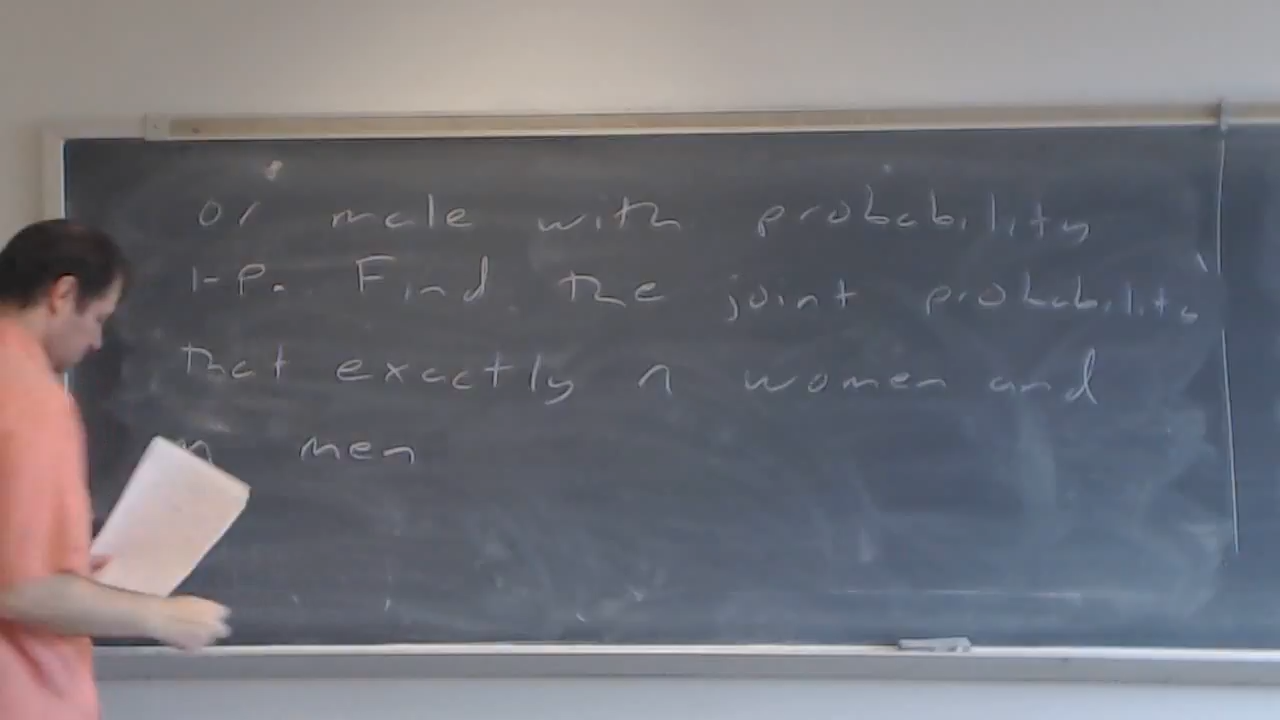 or male with probability
1-P. Find the joint probability
that exactly n women and
m men